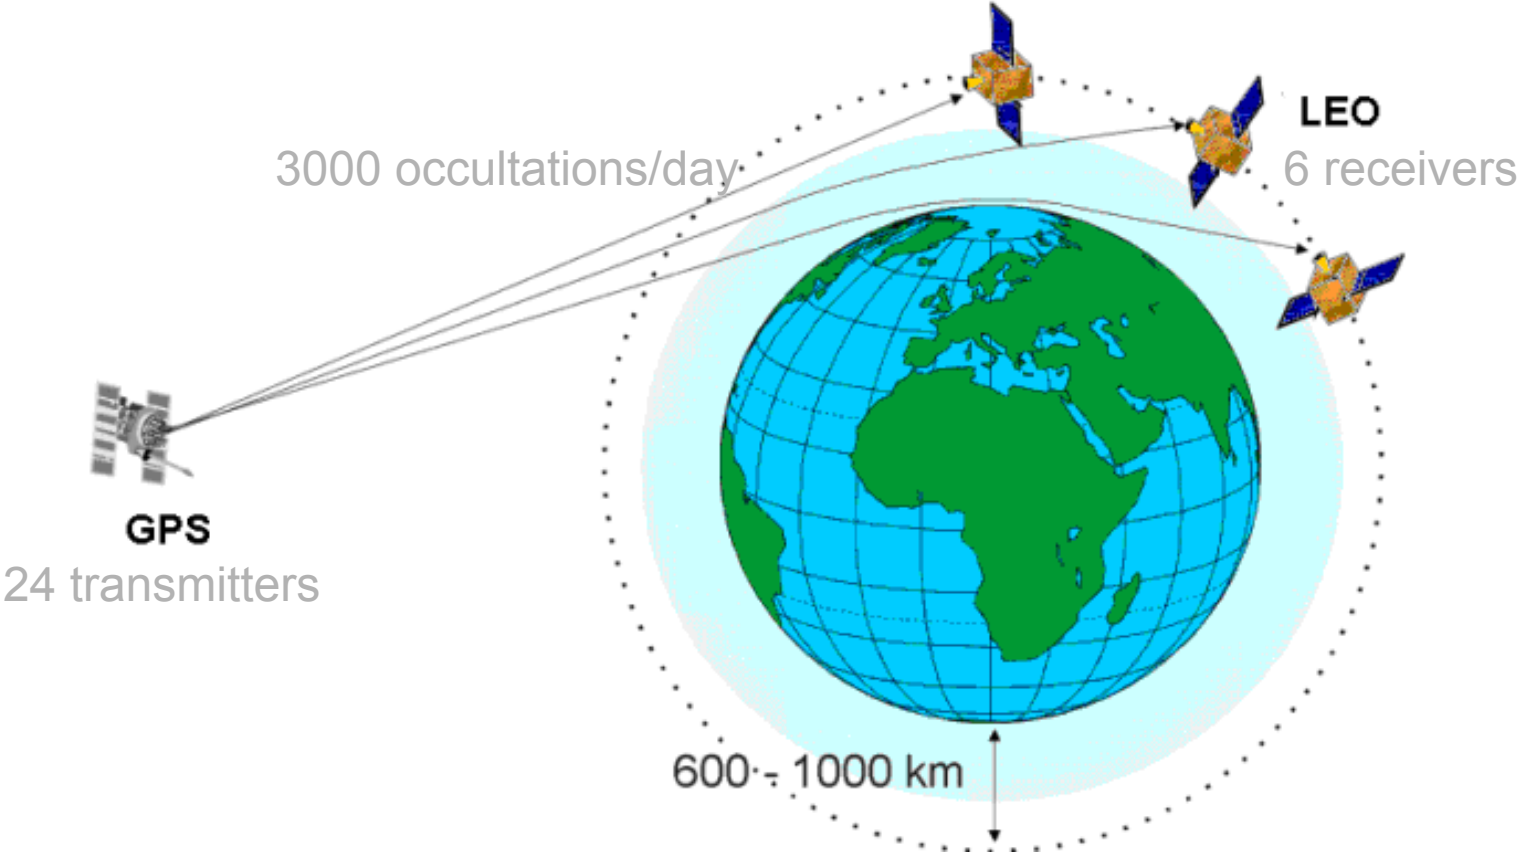 LEO
3000 occultations/day
6 receivers
GPS
24 transmitters
600 - 1000 km